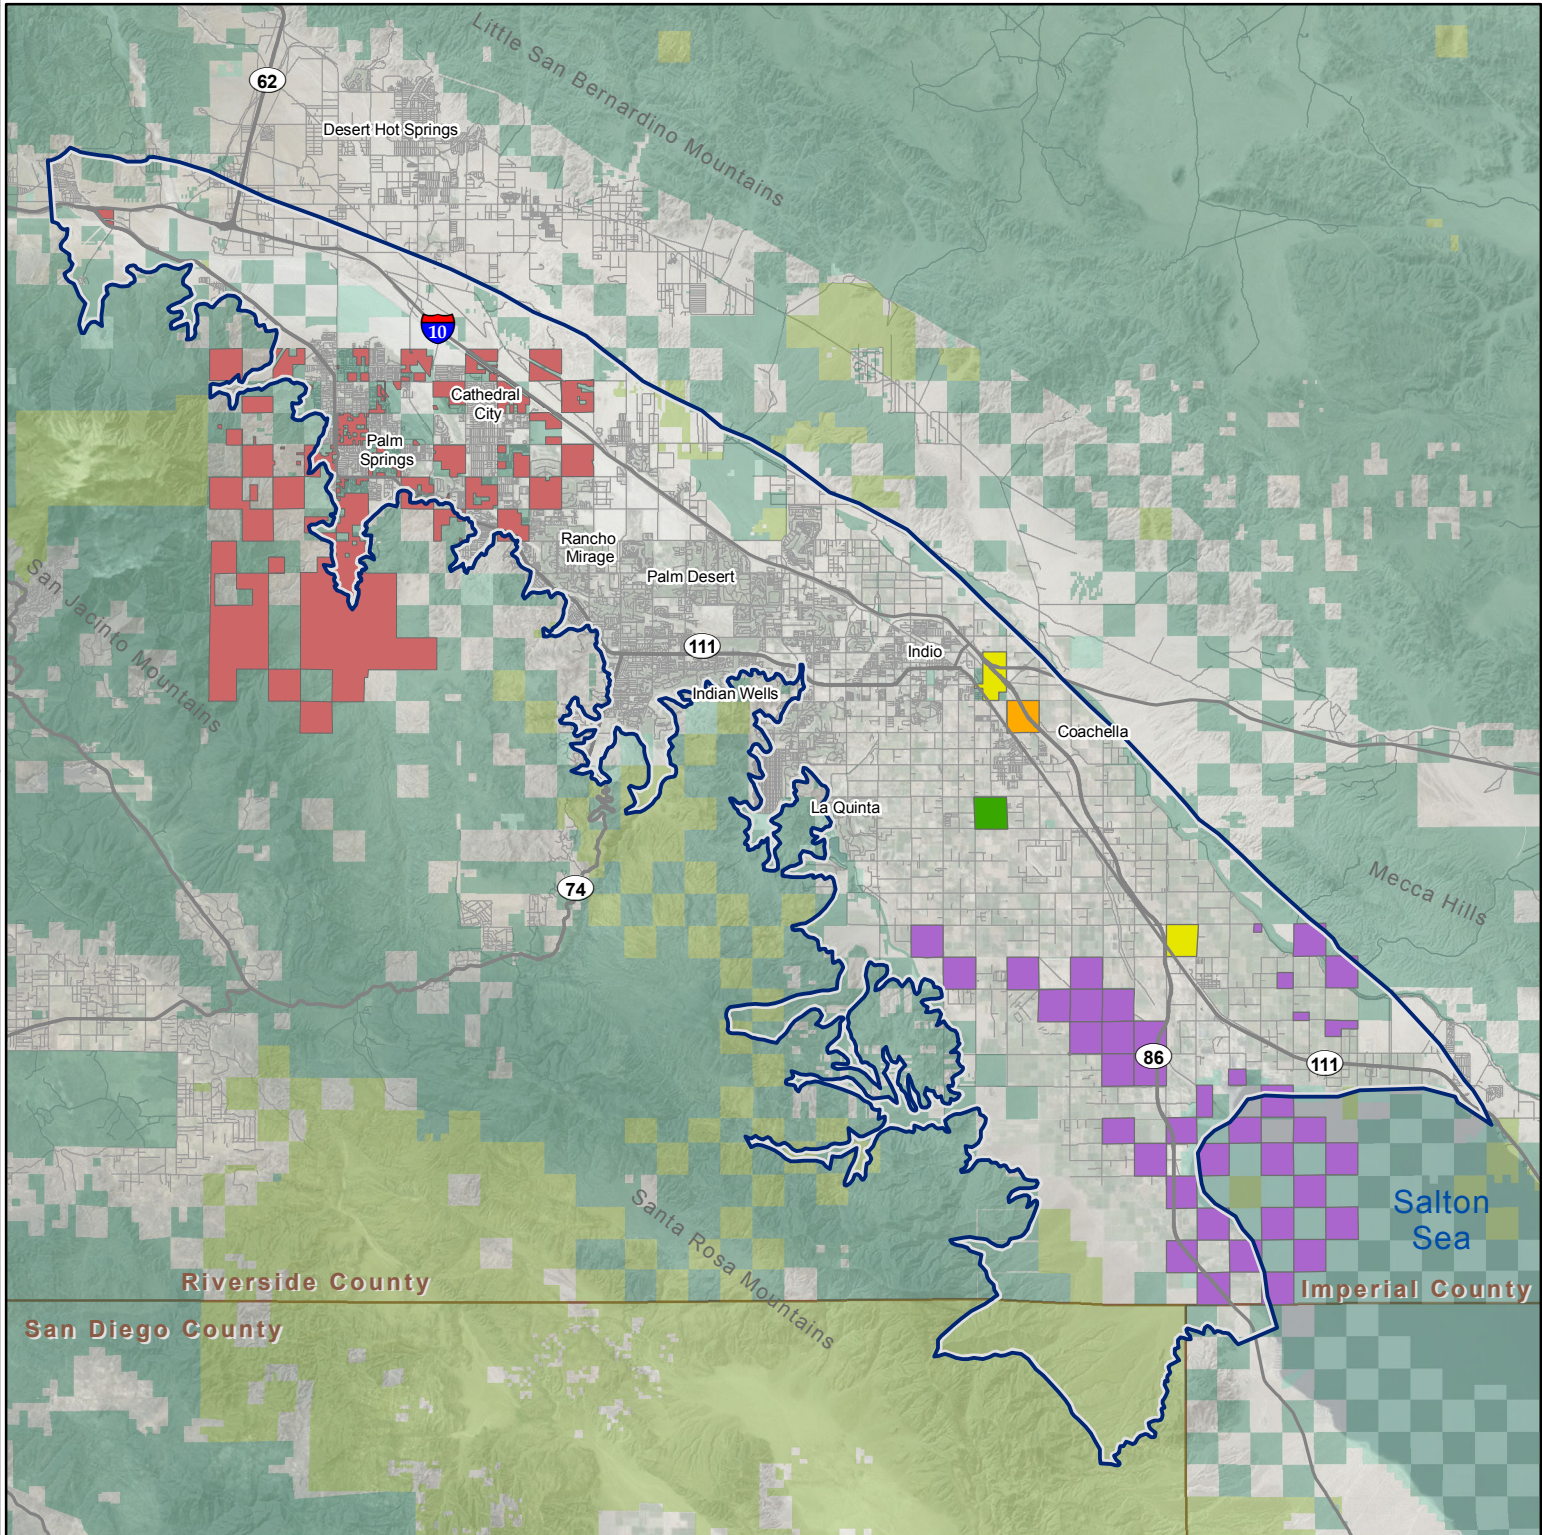 Little San Bernardino Mountains
62
Desert Hot Springs
10
Cathedral
City
Palm
Springs
Rancho
Mirage
Palm Desert
San Jacinto Mountains
111
Indio
Indian Wells
Coachella
La Quinta
74
Mecca Hills
86
111
Santa Rosa Mountains
Salton
Sea
Riverside County
Imperial County
San Diego County